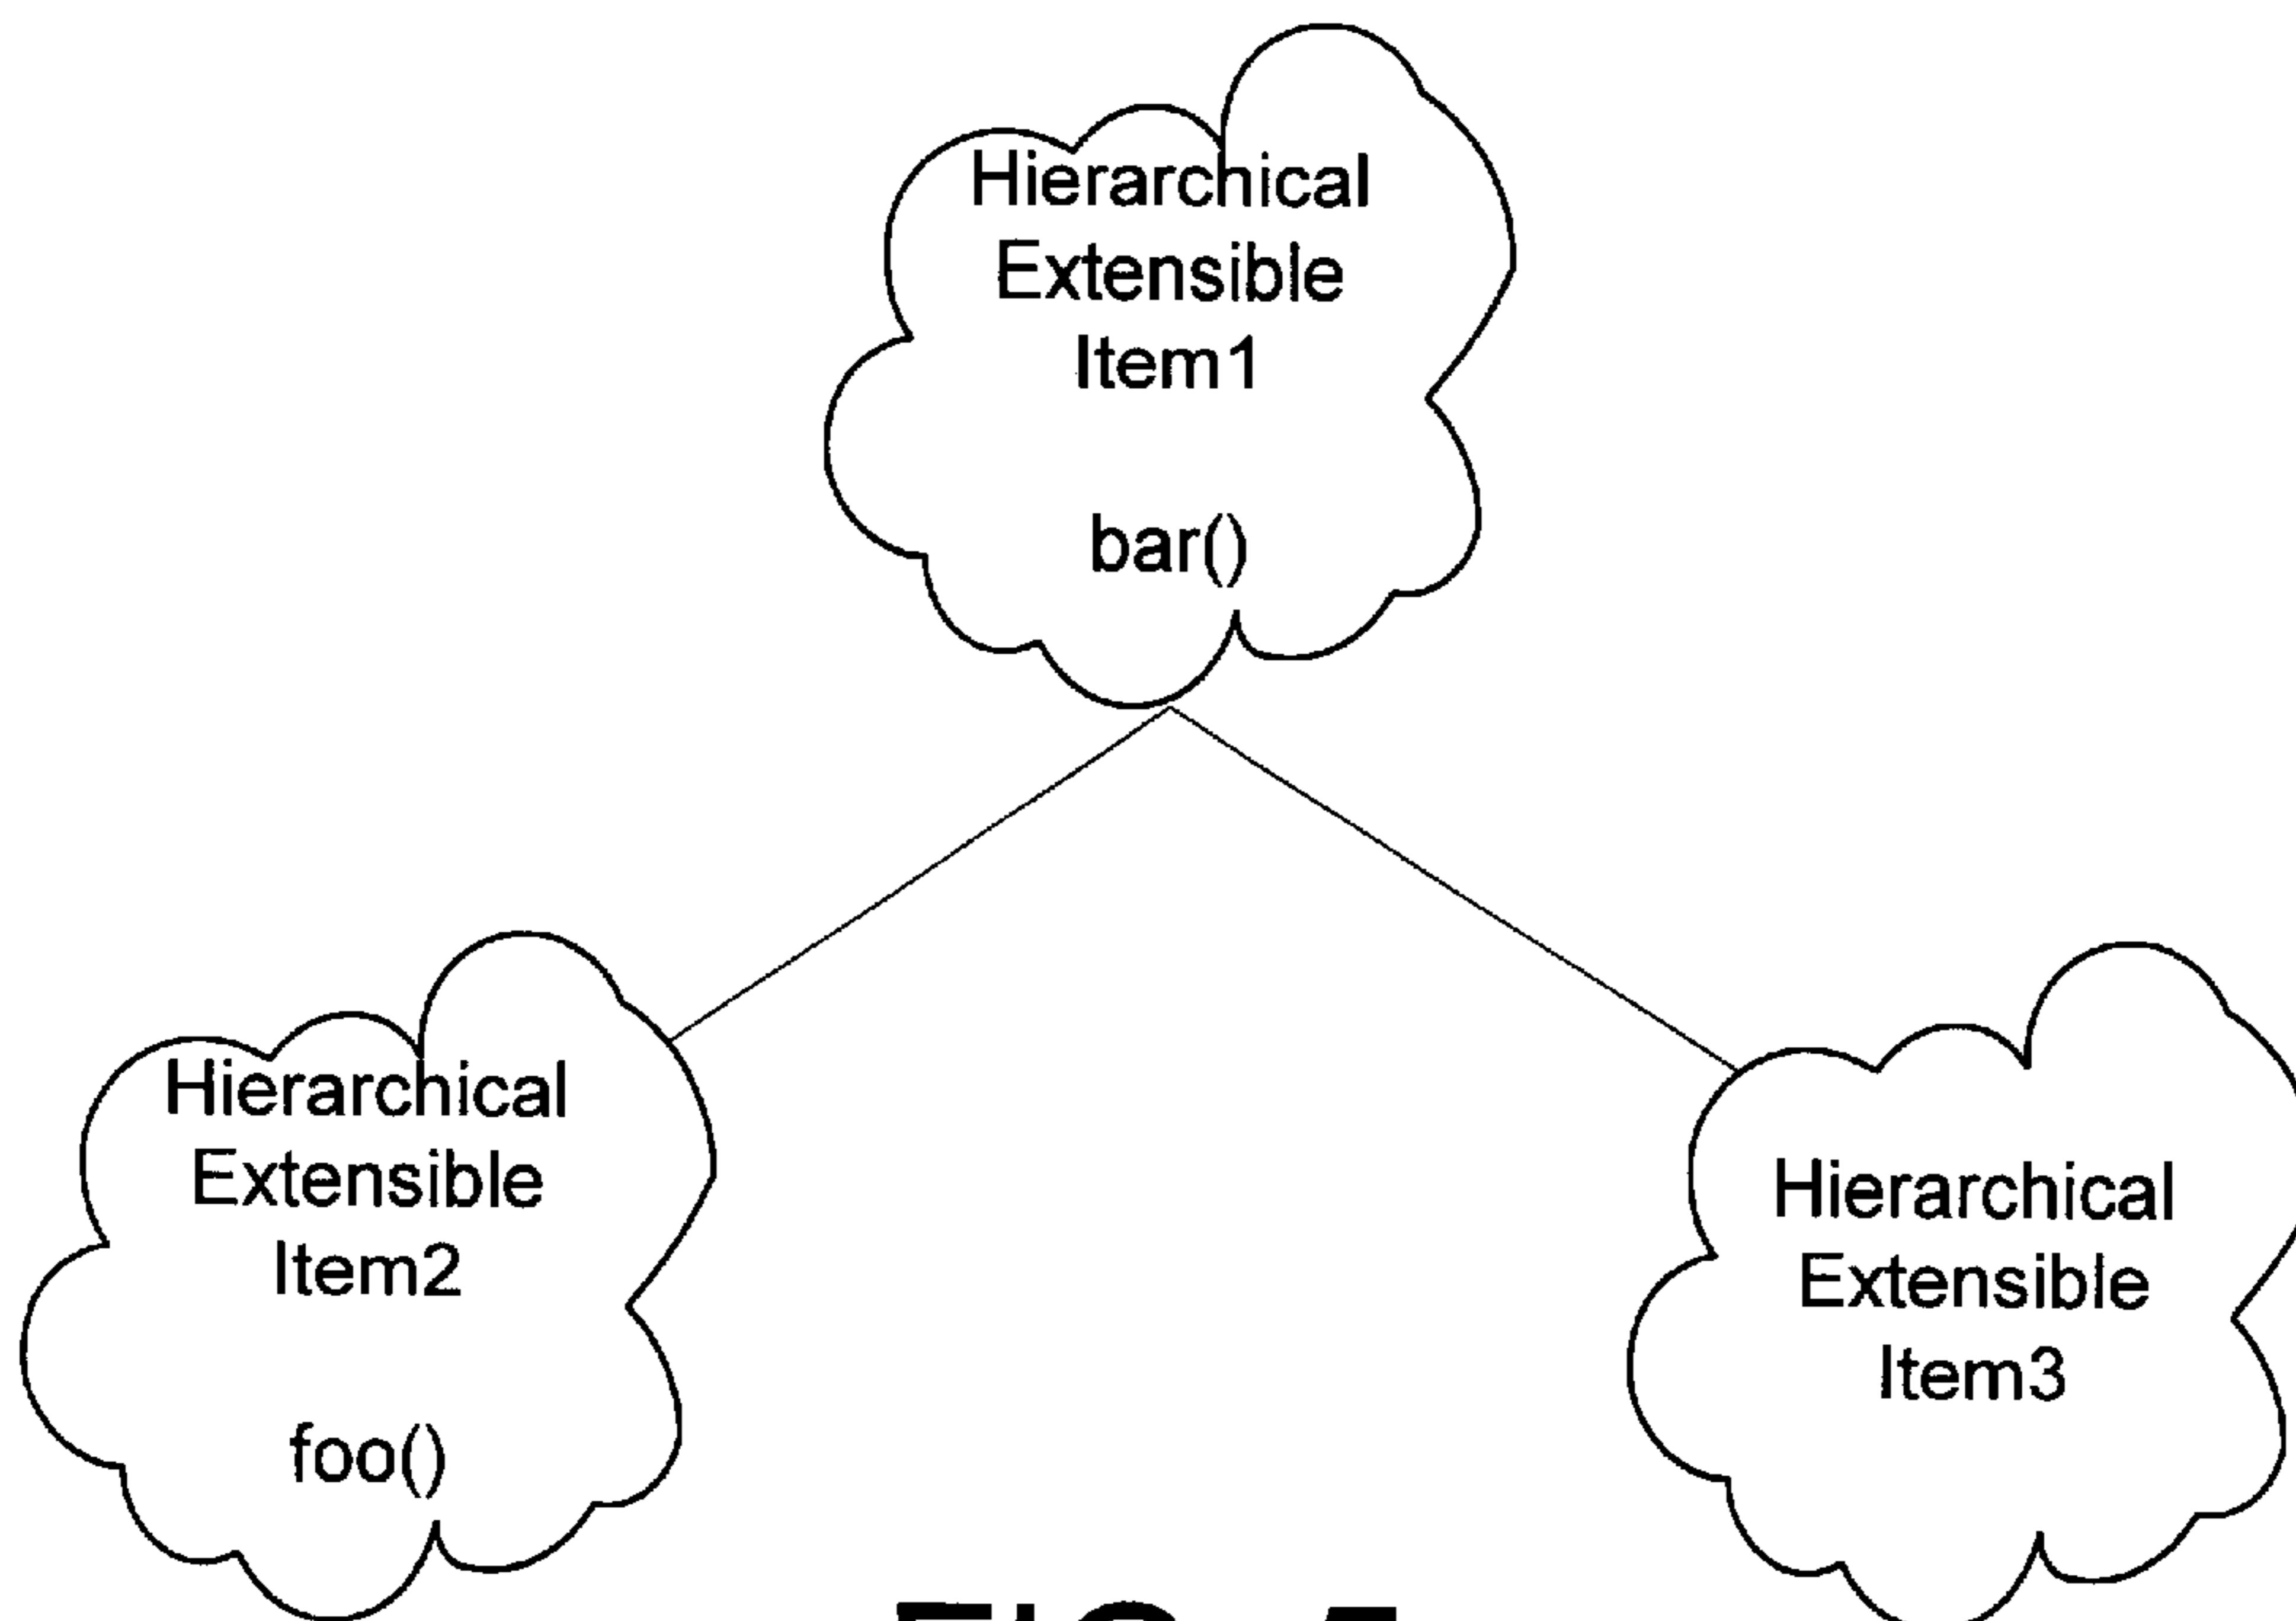 Hierarchical
Extensible
Item1
bar()
Hierarchical
Extensible
Item2
foo()
Hierarchical
Extensible
Item3